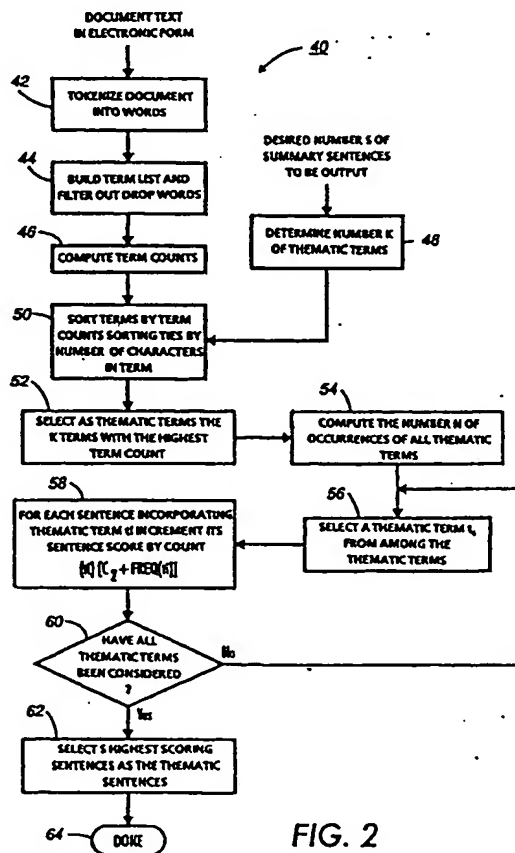 DOCUMENT TEXT
IN ELECTRONIC FORM
40
42
TOKENIZE DOCUMENT
INTO WORDS
44
BUILD TERM LIST AND
FILTER OUT DROP WORDS
DESIRED NUMBER S OF
SUMMARY SENTENCES
TO BE OUTPUT
46
COMPUTE TERM COUNTS
DETERMINE NUMBER K
OF THEMATIC TERMS
48
50
SORT TERMS BY TERM
COUNTS SORTING TIES BY
NUMBER OF CHARACTERS
IN TERM
52
SELECT AS THEMATIC TERMS THE
K TERMS WITH THE HIGHEST
TERM COUNT
54
COMPUTE THE NUMBER N OF
OCCURRENCES OF ALL THEMATIC
TERMS
56
SELECT A THEMATIC TERM
FROM AMONG THE
THEMATIC TERMS
58
FOR EACH SENTENCE INCORPORATING
THEMATIC TERM INCREMENT ITS
SENTENCE SCORE BY COUNT
[C2 + FREQ
60
HAVE ALL
THEMATIC TERMS
BEEN CONSIDERED
?
No
Yes
62
SELECT S HIGHEST SCORING
SENTENCES AS THE THEMATIC
SENTENCES
64
DONE
FIG. 2